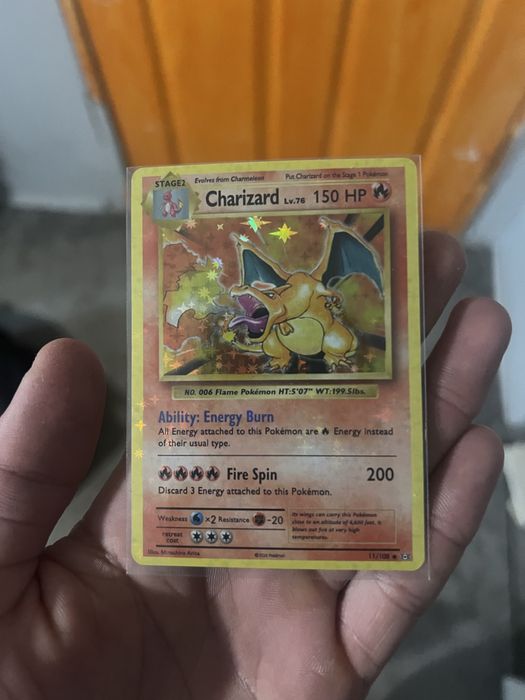 STAGE2
Evolves from Charmeleon
Put Charizard on the Stage 1 Pokémon
Charizard Lv.76 150 HP
NO. 006 Flame Pokémon HT:5'07" WT:199.5lbs.
Ability: Energy Burn
All Energy attached to this Pokémon are Energy instead
of their usual type.
Fire Spin 200
Discard 3 Energy attached to this Pokémon.
Weakness ×2 Resistance -20
retreat
cost
Its wings can carry this Pokémon
close to an altitude of 4,600 feet. It
blows out fire at very high
temperatures.
Illus. Mitsuhiro Arita
©2016 Pokémon
11/108